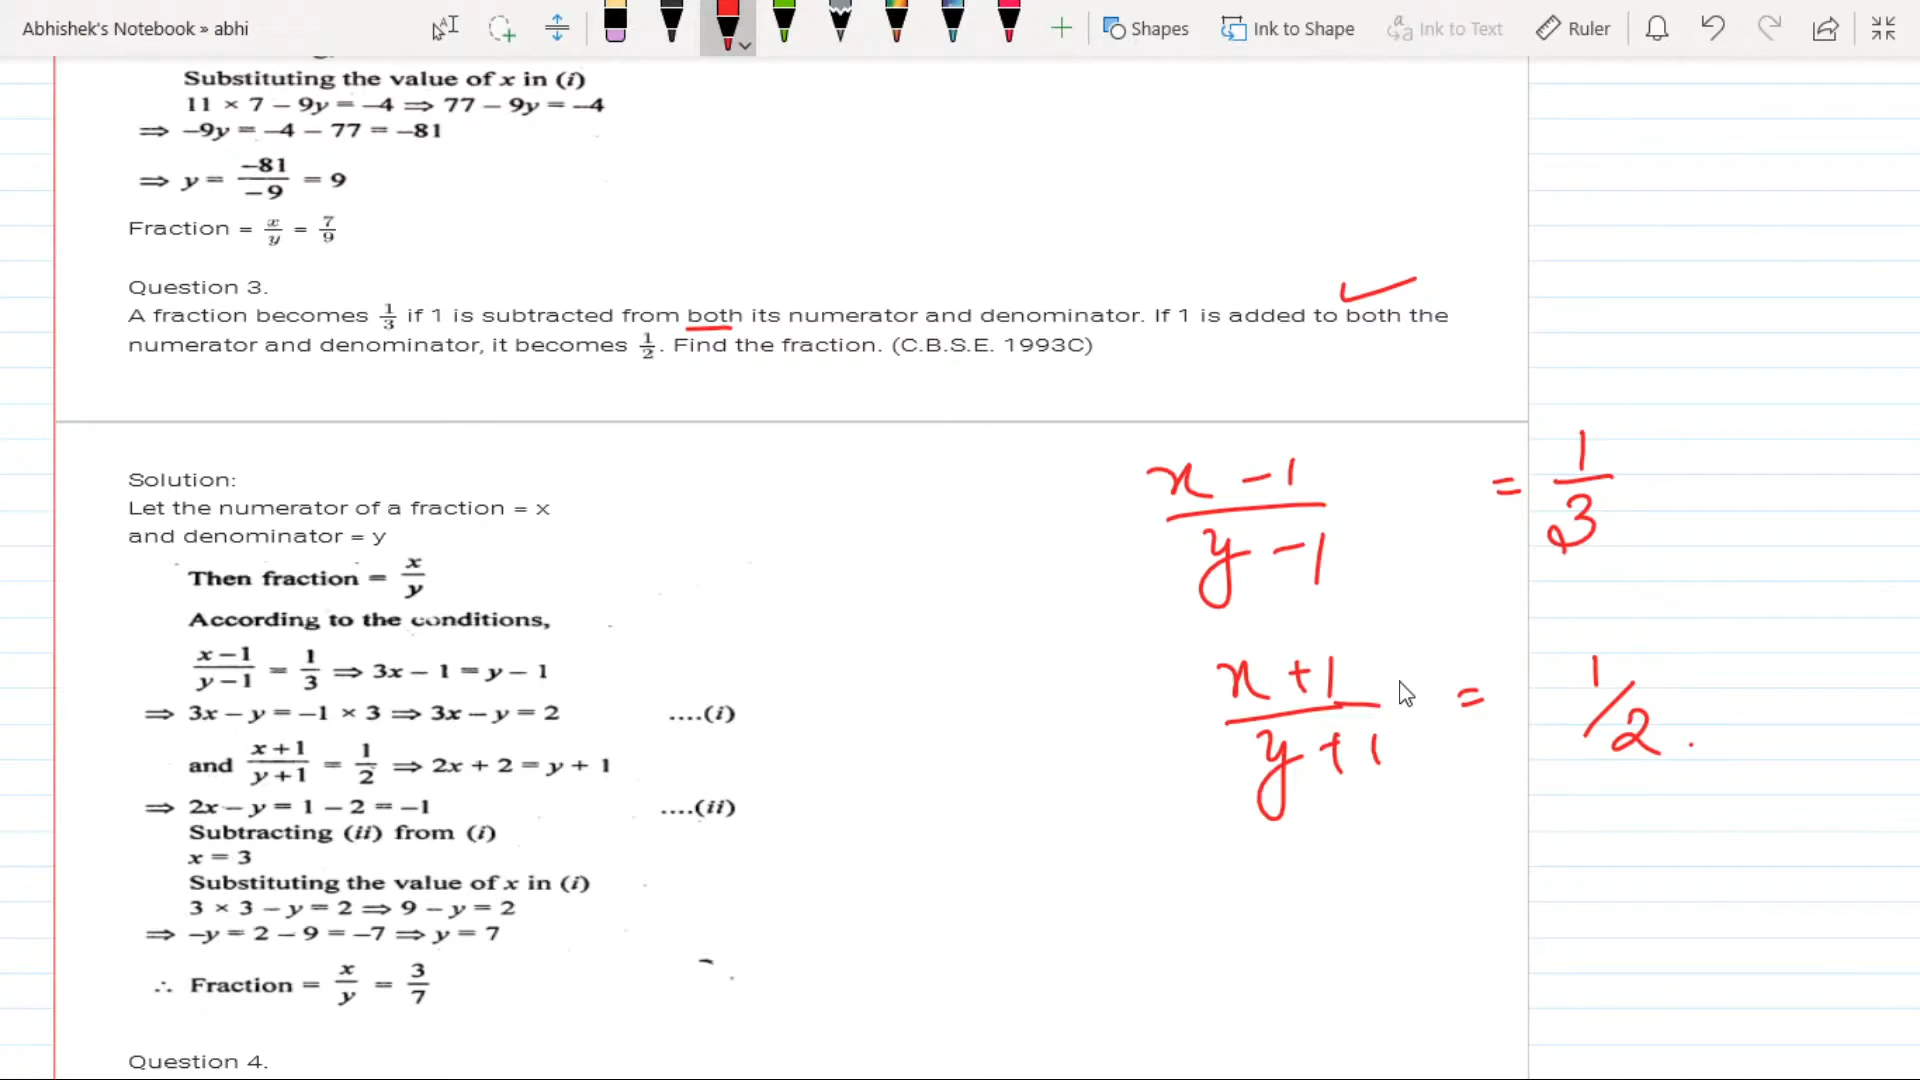 Abhishek's Notebook » abhi
Shapes
Ink to Shape
Ink to Text
Ruler
Substituting the value of x in (i)
11 × 7 – 9y = –4 ⇒ 77 – 9y = –4
⇒ –9y = –4 – 77 = –81
⇒ y = –81/–9 = 9
Fraction = x/y = 7/9
Question 3.
A fraction becomes 1/3 if 1 is subtracted from both its numerator and denominator. If 1 is added to both the
numerator and denominator, it becomes 1/2. Find the fraction. (C.B.S.E. 1993C)
Solution:
Let the numerator of a fraction = x
and denominator = y
Then fraction = x/y
According to the conditions,
x–1/y–1 = 1/3 ⇒ 3x – 1 = y – 1
⇒ 3x – y = –1 × 3 ⇒ 3x – y = 2 ....(i)
and x+1/y+1 = 1/2 ⇒ 2x + 2 = y + 1
⇒ 2x – y = 1 – 2 = –1 ....(ii)
Subtracting (ii) from (i)
x = 3
Substituting the value of x in (i)
3 × 3 – y = 2 ⇒ 9 – y = 2
⇒ –y = 2 – 9 = –7 ⇒ y = 7
∴ Fraction = x/y = 3/7
Question 4.
x – 1 / y – 1 = 1/3
x + 1 / y + 1 = 1/2 .